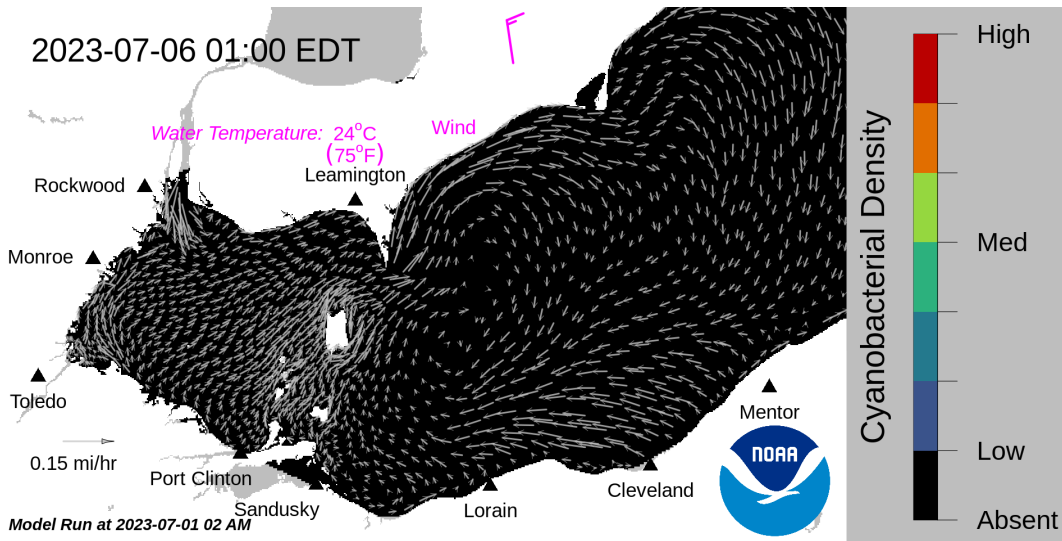 2023-07-06 01:00 EDT
Water Temperature: 24°C
(75°F)
Wind
Leamington
Rockwood
Monroe
Toledo
0.15 mi/hr
Port Clinton
Sandusky
Lorain
Cleveland
Mentor
NOAA
Model Run at 2023-07-01 02 AM
Cyanobacterial Density
High
Med
Low
Absent